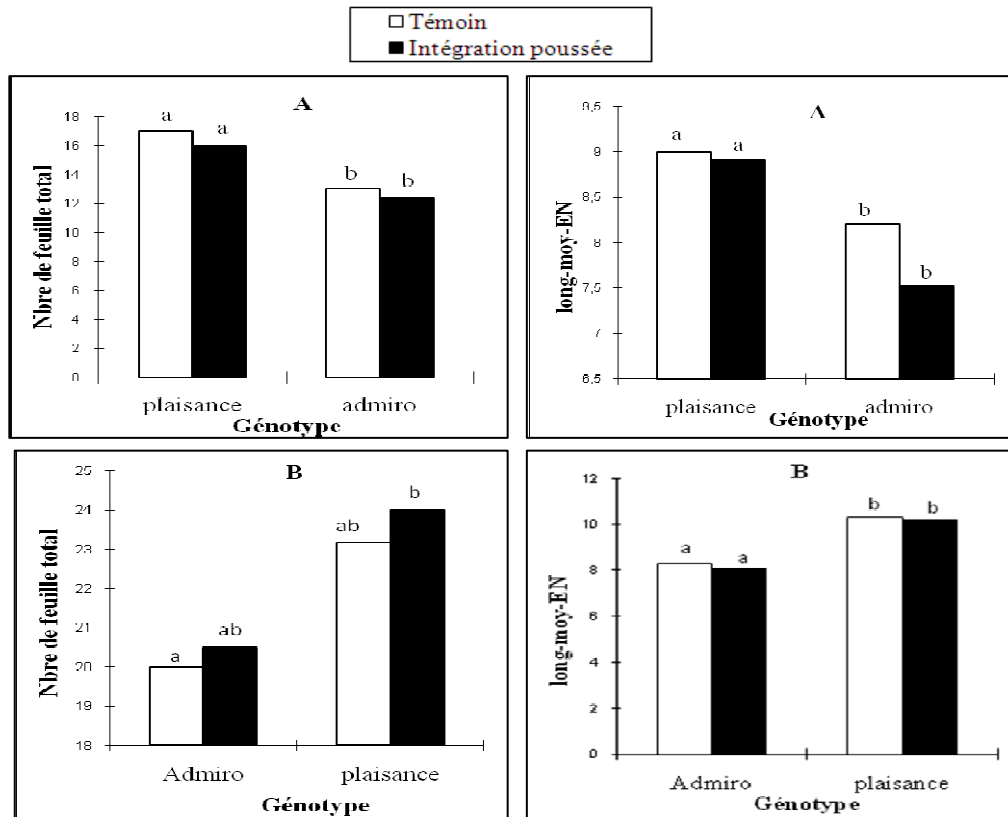 Témoin
Intégration poussée
A
Nbre de feuille total
18
16
14
12
10
8
6
4
2
0
a a
b b
plaisance admiro
Génotype
A
long-moy-EN
9,5
9
8,5
8
7,5
7
6,5
a a
b
b
plaisance admiro
Génotype
B
Nbre de feuille total
25
24
23
22
21
20
19
18
a
ab
ab
b
Admiro plaisance
Génotype
B
long-moy-EN
12
10
8
6
4
2
0
a a
b b
Admiro plaisance
Génotype